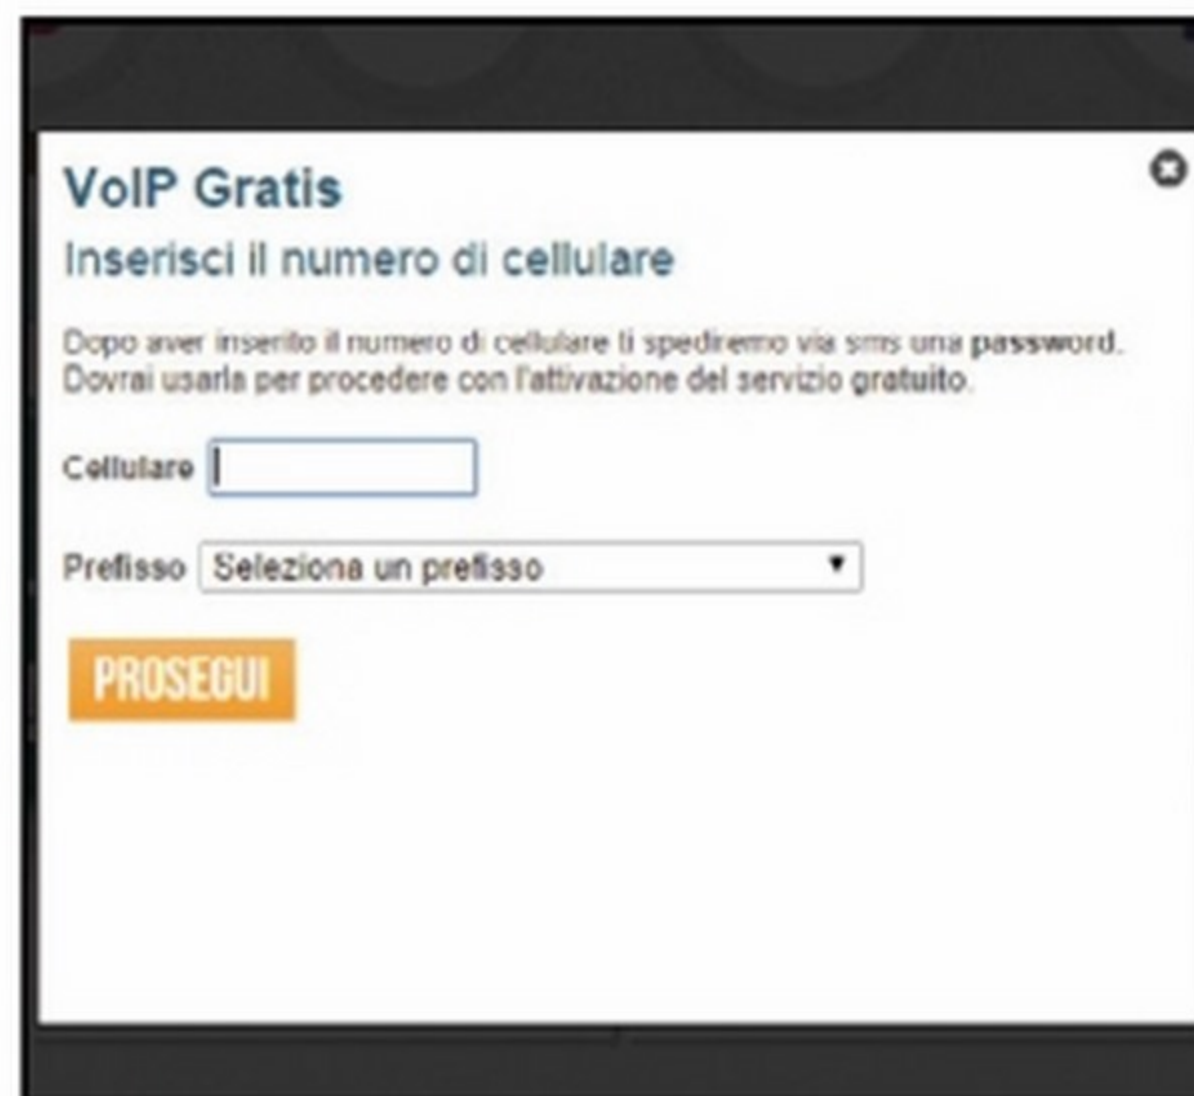 VoIP Gratis
Inserisci il numero di cellulare
Dopo aver inserito il numero di cellulare ti spediremo via sms una password.
Dovrai usarla per procedere con l'attivazione del servizio gratuito.
Cellulare
Prefisso Seleziona un prefisso
PROSEGUI